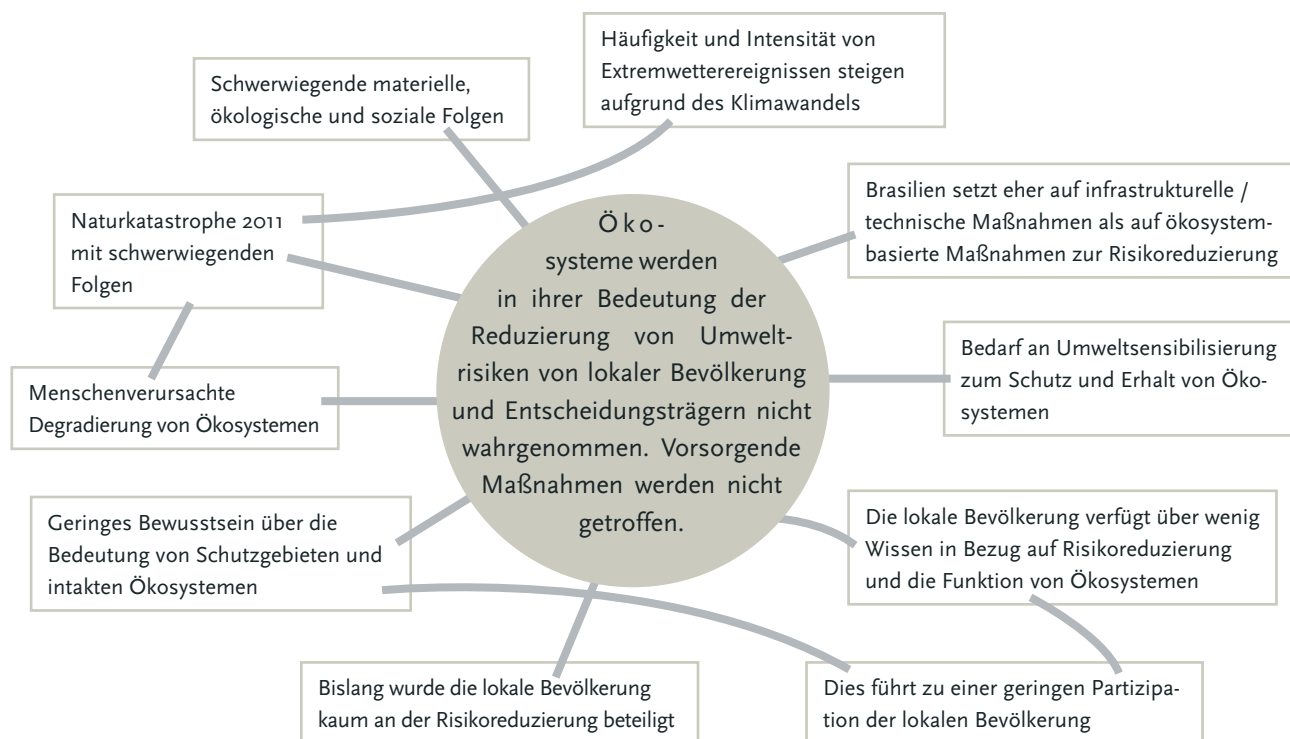 Häufigkeit und Intensität von
Extremwetterereignissen steigen
aufgrund des Klimawandels
Schwerwiegende materielle,
ökologische und soziale Folgen
Brasilien setzt eher auf infrastrukturelle /
technische Maßnahmen als auf ökosystem-
basierte Maßnahmen zur Risikoreduzierung
Naturkatastrophe 2011
mit schwerwiegenden
Folgen
Öko-
systeme werden
in ihrer Bedeutung der
Reduzierung von Umwelt-
risiken von lokaler Bevölkerung
und Entscheidungsträgern nicht
wahrgenommen. Vorsorgende
Maßnahmen werden nicht
getroffen.
Bedarf an Umweltsensibilisierung
zum Schutz und Erhalt von Öko-
systemen
Menschenverursachte
Degradierung von Ökosystemen
Geringes Bewusstsein über die
Bedeutung von Schutzgebieten und
intakten Ökosystemen
Die lokale Bevölkerung verfügt über wenig
Wissen in Bezug auf Risikoreduzierung
und die Funktion von Ökosystemen
Bislang wurde die lokale Bevölkerung
kaum an der Risikoreduzierung beteiligt
Dies führt zu einer geringen Partizipa-
tion der lokalen Bevölkerung